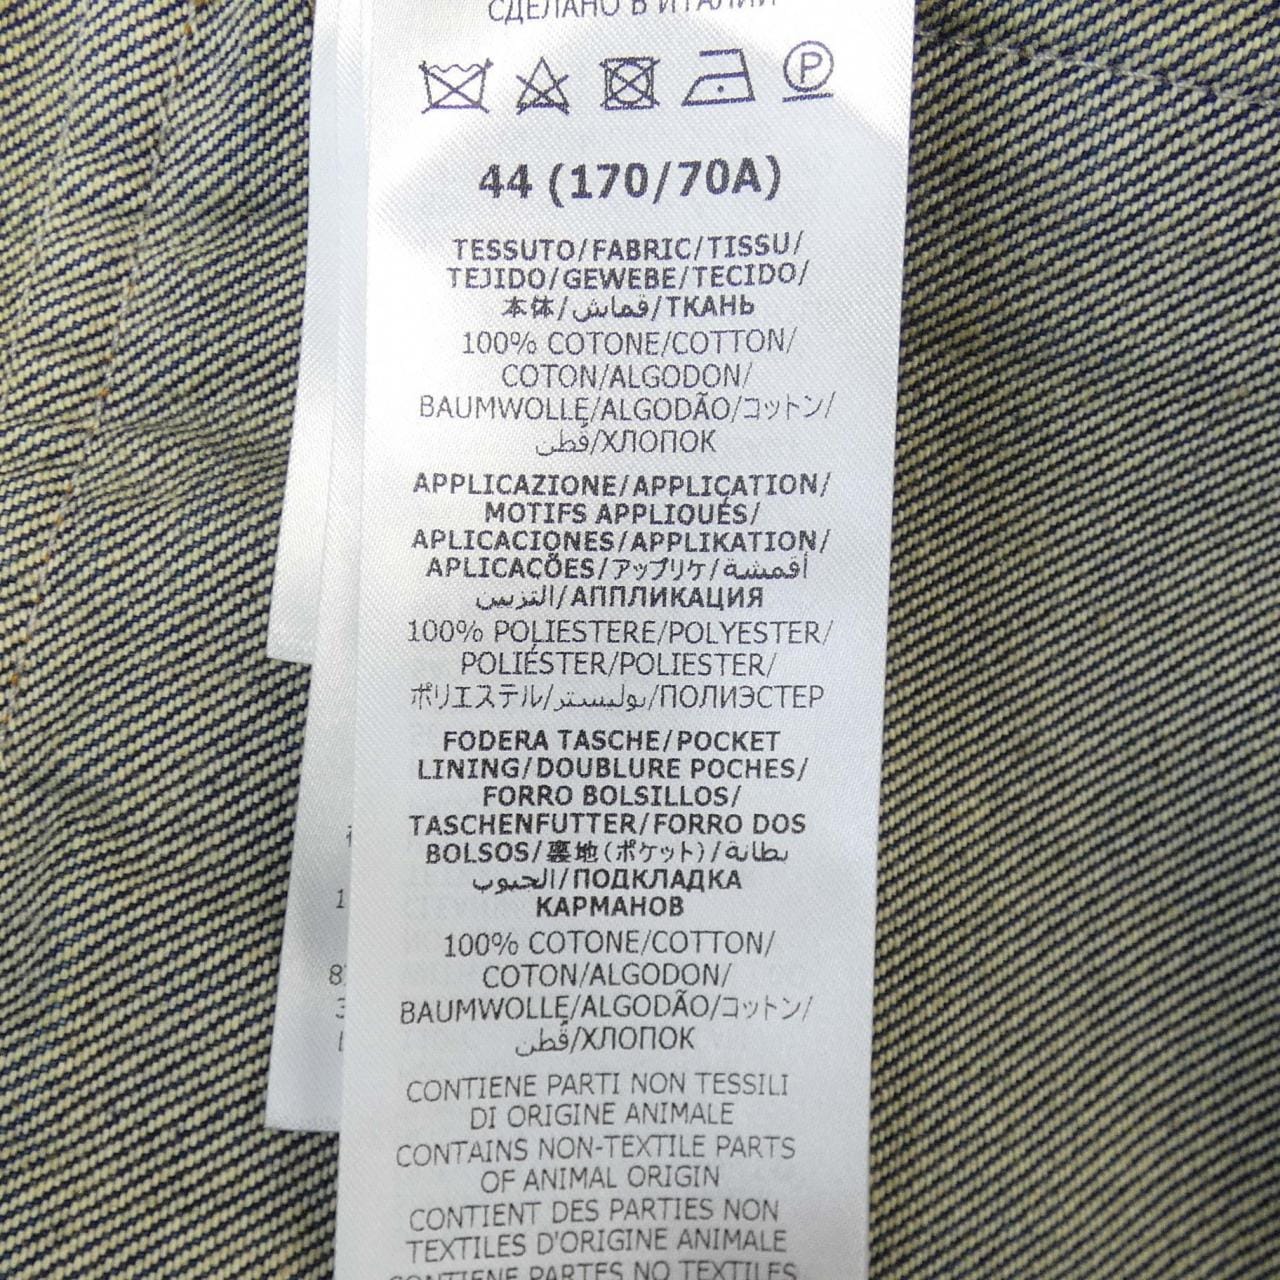 СДЕЛАНО В ИТАЛИИ
P
44 (170/70A)
TESSUTO/FABRIC/TISSU/
TEJIDO/GEWEBE/TECIDO/
本体/قماش/ТКАНЬ
100% COTONE/COTTON/
COTON/ALGODON/
BAUMWOLLE/ALGODÃO/コットン/
قطن/ХЛОПОК
APPLICAZIONE/APPLICATION/
MOTIFS APPLIQUÉS/
APLICACIONES/APPLIKATION/
APLICAÇÕES/アップリケ/أقمشة
التزيين/АППЛИКАЦИЯ
100% POLIESTERE/POLYESTER/
POLIÉSTER/POLIESTER/
ポリエステル/بوليستر/ПОЛИЭСТЕР
FODERA TASCHE/POCKET
LINING/DOUBLURE POCHES/
FORRO BOLSILLOS/
TASCHENFUTTER/FORRO DOS
BOLSOS/裏地(ポケット)/بطانة
الجيوب/ПОДКЛАДКА
КАРМАНОВ
100% COTONE/COTTON/
COTON/ALGODON/
BAUMWOLLE/ALGODÃO/コットン/
قطن/ХЛОПОК
CONTIENE PARTI NON TESSILI
DI ORIGINE ANIMALE
CONTAINS NON-TEXTILE PARTS
OF ANIMAL ORIGIN
CONTIENT DES PARTIES NON
TEXTILES D'ORIGINE ANIMALE
CONTIENE PARTES NO TEXTILES